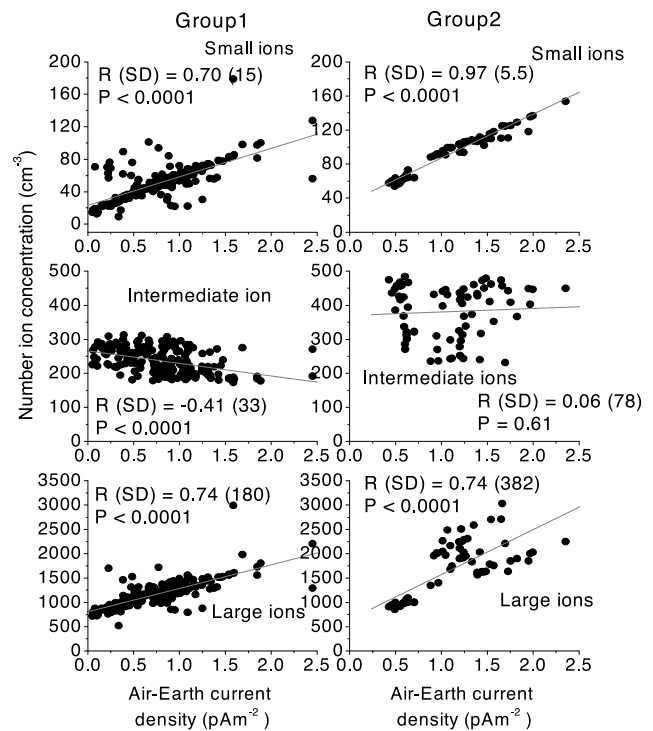 Group1
Group2
Number ion concentration (cm⁻³)
Small ions
R (SD) = 0.70 (15)
P < 0.0001
200
160
120
80
40
0
0.0 0.5 1.0 1.5 2.0 2.5
Small ions
R (SD) = 0.97 (5.5)
P < 0.0001
200
160
120
80
40
0
0.0 0.5 1.0 1.5 2.0 2.5
Intermediate ion
R (SD) = -0.41 (33)
P < 0.0001
500
400
300
200
100
0
0.0 0.5 1.0 1.5 2.0 2.5
Intermediate ions
R (SD) = 0.06 (78)
P = 0.61
500
400
300
200
100
0
0.0 0.5 1.0 1.5 2.0 2.5
R (SD) = 0.74 (180)
P < 0.0001
Large ions
3500
3000
2500
2000
1500
1000
500
0
0.0 0.5 1.0 1.5 2.0 2.5
Air-Earth current
density (pAm⁻²)
R (SD) = 0.74 (382)
P < 0.0001
Large ions
3500
3000
2500
2000
1500
1000
500
0
0.0 0.5 1.0 1.5 2.0 2.5
Air-Earth current
density (pAm⁻²)